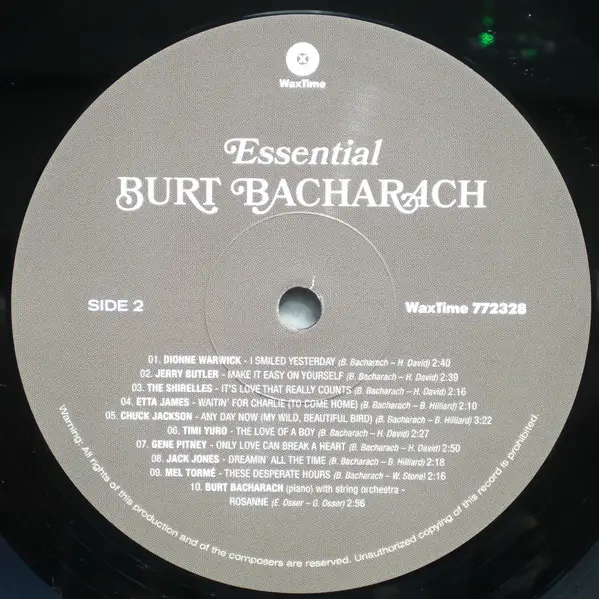 WaxTime
Essential
BURT BACHARACH
SIDE 2
WaxTime 772328
01. DIONNE WARWICK - I SMILED YESTERDAY (B. Bacharach – H. David) 2:40
02. JERRY BUTLER - MAKE IT EASY ON YOURSELF (B. Bacharach – H. David) 2:39
03. THE SHIRELLES - IT'S LOVE THAT REALLY COUNTS (B. Bacharach – H. David) 2:16
04. ETTA JAMES - WAITIN' FOR CHARLIE (TO COME HOME) (B. Bacharach – B. Hilliard) 2:10
05. CHUCK JACKSON - ANY DAY NOW (MY WILD, BEAUTIFUL BIRD) (B. Bacharach – B. Hilliard) 3:22
06. TIMI YURO - THE LOVE OF A BOY (B. Bacharach – H. David) 2:27
07. GENE PITNEY - ONLY LOVE CAN BREAK A HEART (B. Bacharach – H. David) 2:50
08. JACK JONES - DREAMIN' ALL THE TIME (B. Bacharach – B. Hilliard) 2:18
09. MEL TORMÉ - THESE DESPERATE HOURS (B. Bacharach – W. Stone) 2:16
10. BURT BACHARACH (piano) with string orchestra -
ROSANNE (E. Osser – G. Osser) 2:56
Warning: All rights of this production and of the composers are reserved. Unauthorized copying of this record is prohibited.